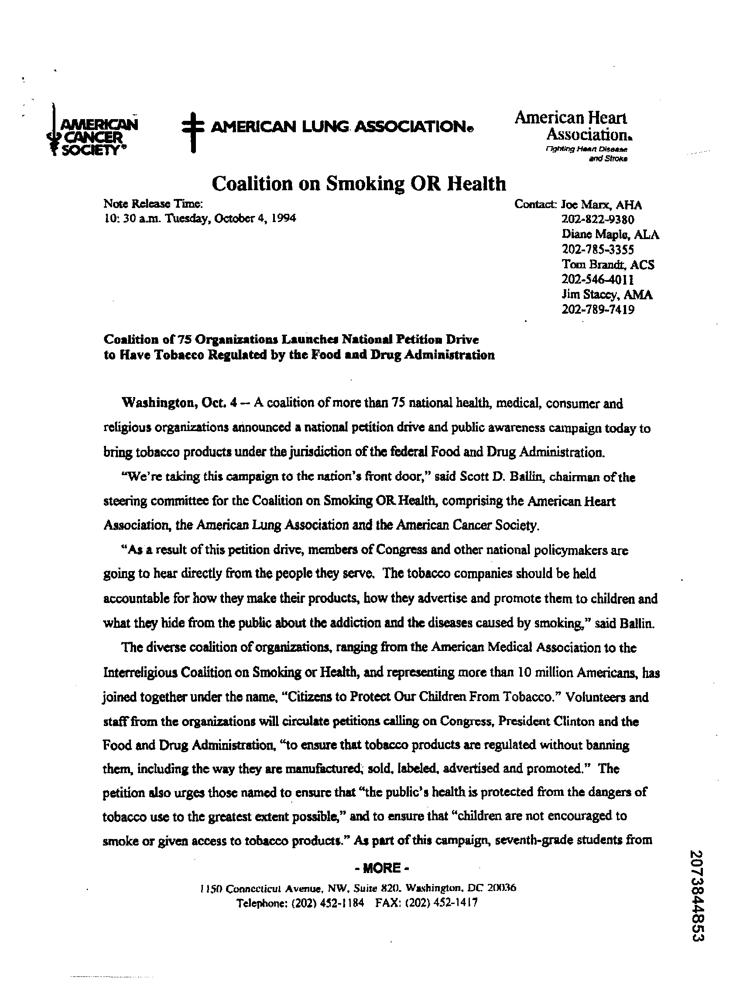 AMERICAN
CANCER
SOCIETY®
AMERICAN LUNG ASSOCIATION®
American Heart
Association.
Fighting Heart Disease
and Stroke
Coalition on Smoking OR Health
Note Release Time:
10: 30 a.m. Tuesday, October 4, 1994
Contact: Joe Marx, AHA
202-822-9380
Diane Maple, ALA
202-785-3355
Tom Brandt, ACS
202-546-4011
Jim Stacey, AMA
202-789-7419
Coalition of 75 Organizations Launches National Petition Drive
to Have Tobacco Regulated by the Food and Drug Administration
Washington, Oct. 4 -- A coalition of more than 75 national health, medical, consumer and
religious organizations announced a national petition drive and public awareness campaign today to
bring tobacco products under the jurisdiction of the federal Food and Drug Administration.
"We're taking this campaign to the nation's front door," said Scott D. Ballin, chairman of the
steering committee for the Coalition on Smoking OR Health, comprising the American Heart
Association, the American Lung Association and the American Cancer Society.
"As a result of this petition drive, members of Congress and other national policymakers are
going to hear directly from the people they serve. The tobacco companies should be held
accountable for how they make their products, how they advertise and promote them to children and
what they hide from the public about the addiction and the diseases caused by smoking," said Ballin.
The diverse coalition of organizations, ranging from the American Medical Association to the
Interreligious Coalition on Smoking or Health, and representing more than 10 million Americans, has
joined together under the name, "Citizens to Protect Our Children From Tobacco." Volunteers and
staff from the organizations will circulate petitions calling on Congress, President Clinton and the
Food and Drug Administration, "to ensure that tobacco products are regulated without banning
them, including the way they are manufactured, sold, labeled, advertised and promoted." The
petition also urges those named to ensure that "the public's health is protected from the dangers of
tobacco use to the greatest extent possible," and to ensure that "children are not encouraged to
smoke or given access to tobacco products." As part of this campaign, seventh-grade students from
- MORE -
1150 Connecticut Avenue, NW, Suite 820, Washington, DC 20036
Telephone: (202) 452-1184 FAX: (202) 452-1417
2073844853